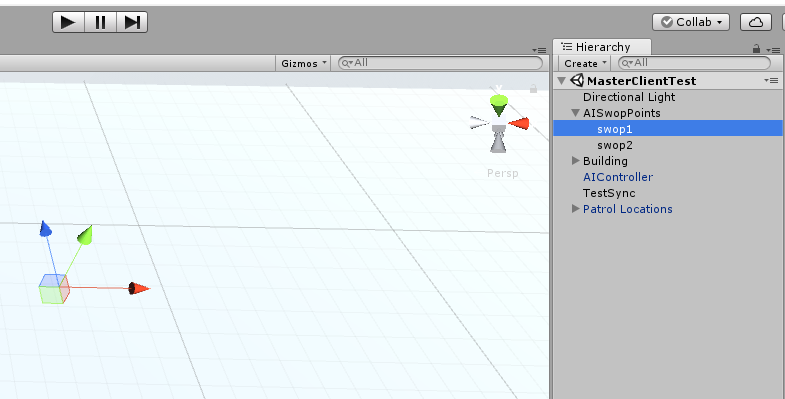 Collab
Hierarchy
Gizmos
All
Create
All
MasterClientTest
Directional Light
AISwopPoints
swop1
swop2
Building
AIController
TestSync
Patrol Locations
Persp